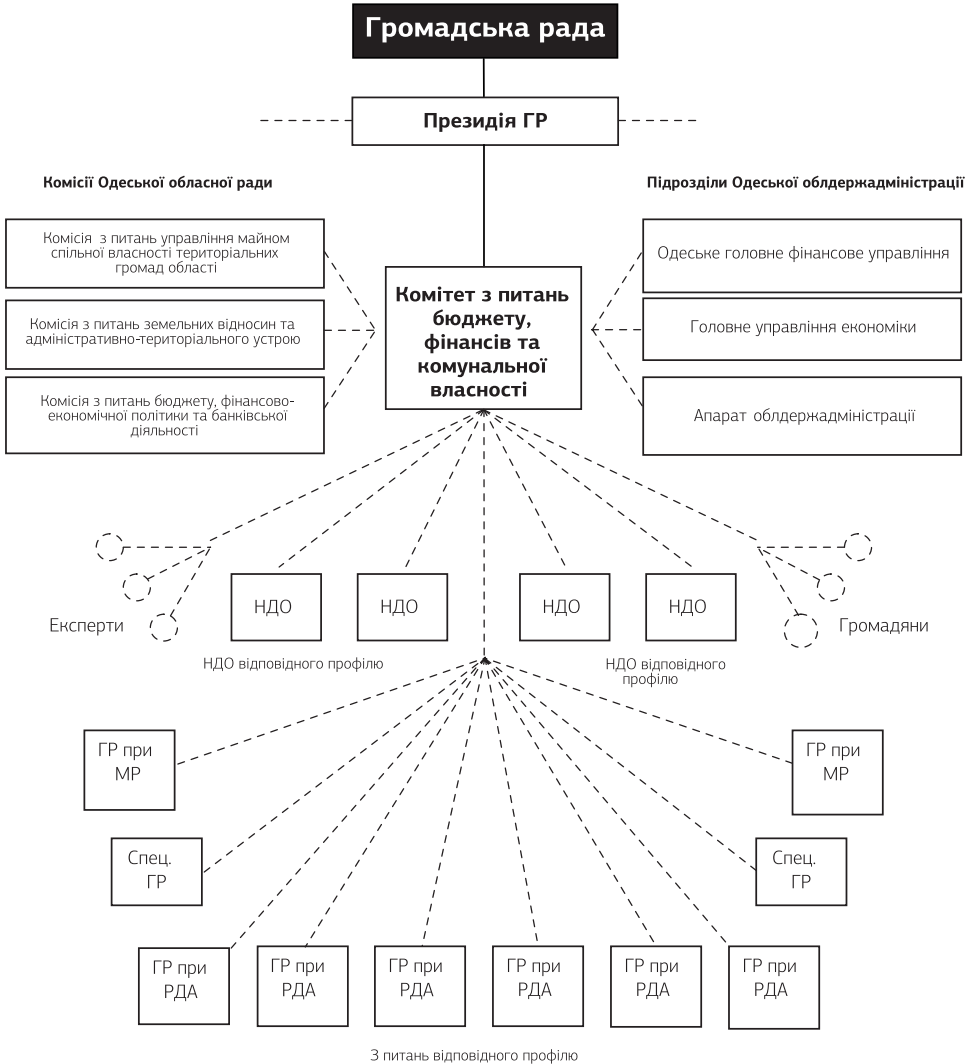 Громадська рада
Президія ГР
Комісії Одеської обласної ради
Підрозділи Одеської облдержадміністрації
Комісія з питань управління майном
спільної власності територіальних
громад області
Комісія з питань земельних відносин та
адміністративно-територіального устрою
Комісія з питань бюджету, фінансово-
економічної політики та банківської
діяльності
Комітет з питань
бюджету,
фінансів та
комунальної
власності
Одеське головне фінансове управління
Головне управління економіки
Апарат облдержадміністрації
Експерти
НДО
НДО
НДО
НДО
Громадяни
НДО відповідного профілю
НДО відповідного
профілю
ГР при
МР
ГР при
МР
Спец.
ГР
Спец.
ГР
ГР при
РДА
ГР при
РДА
ГР при
РДА
ГР при
РДА
ГР при
РДА
ГР при
РДА
З питань відповідного профілю